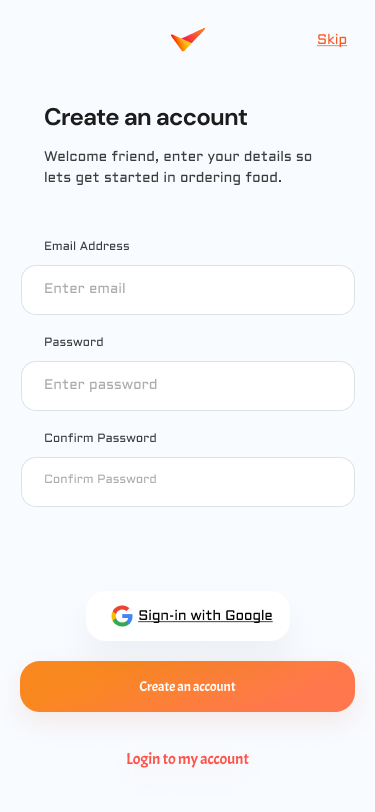 Skip
Create an account
Welcome friend, enter your details so
lets get started in ordering food.
Email Address
Enter email
Password
Enter password
Confirm Password
Confirm Password
Sign-in with Google
Create an account
Login to my account